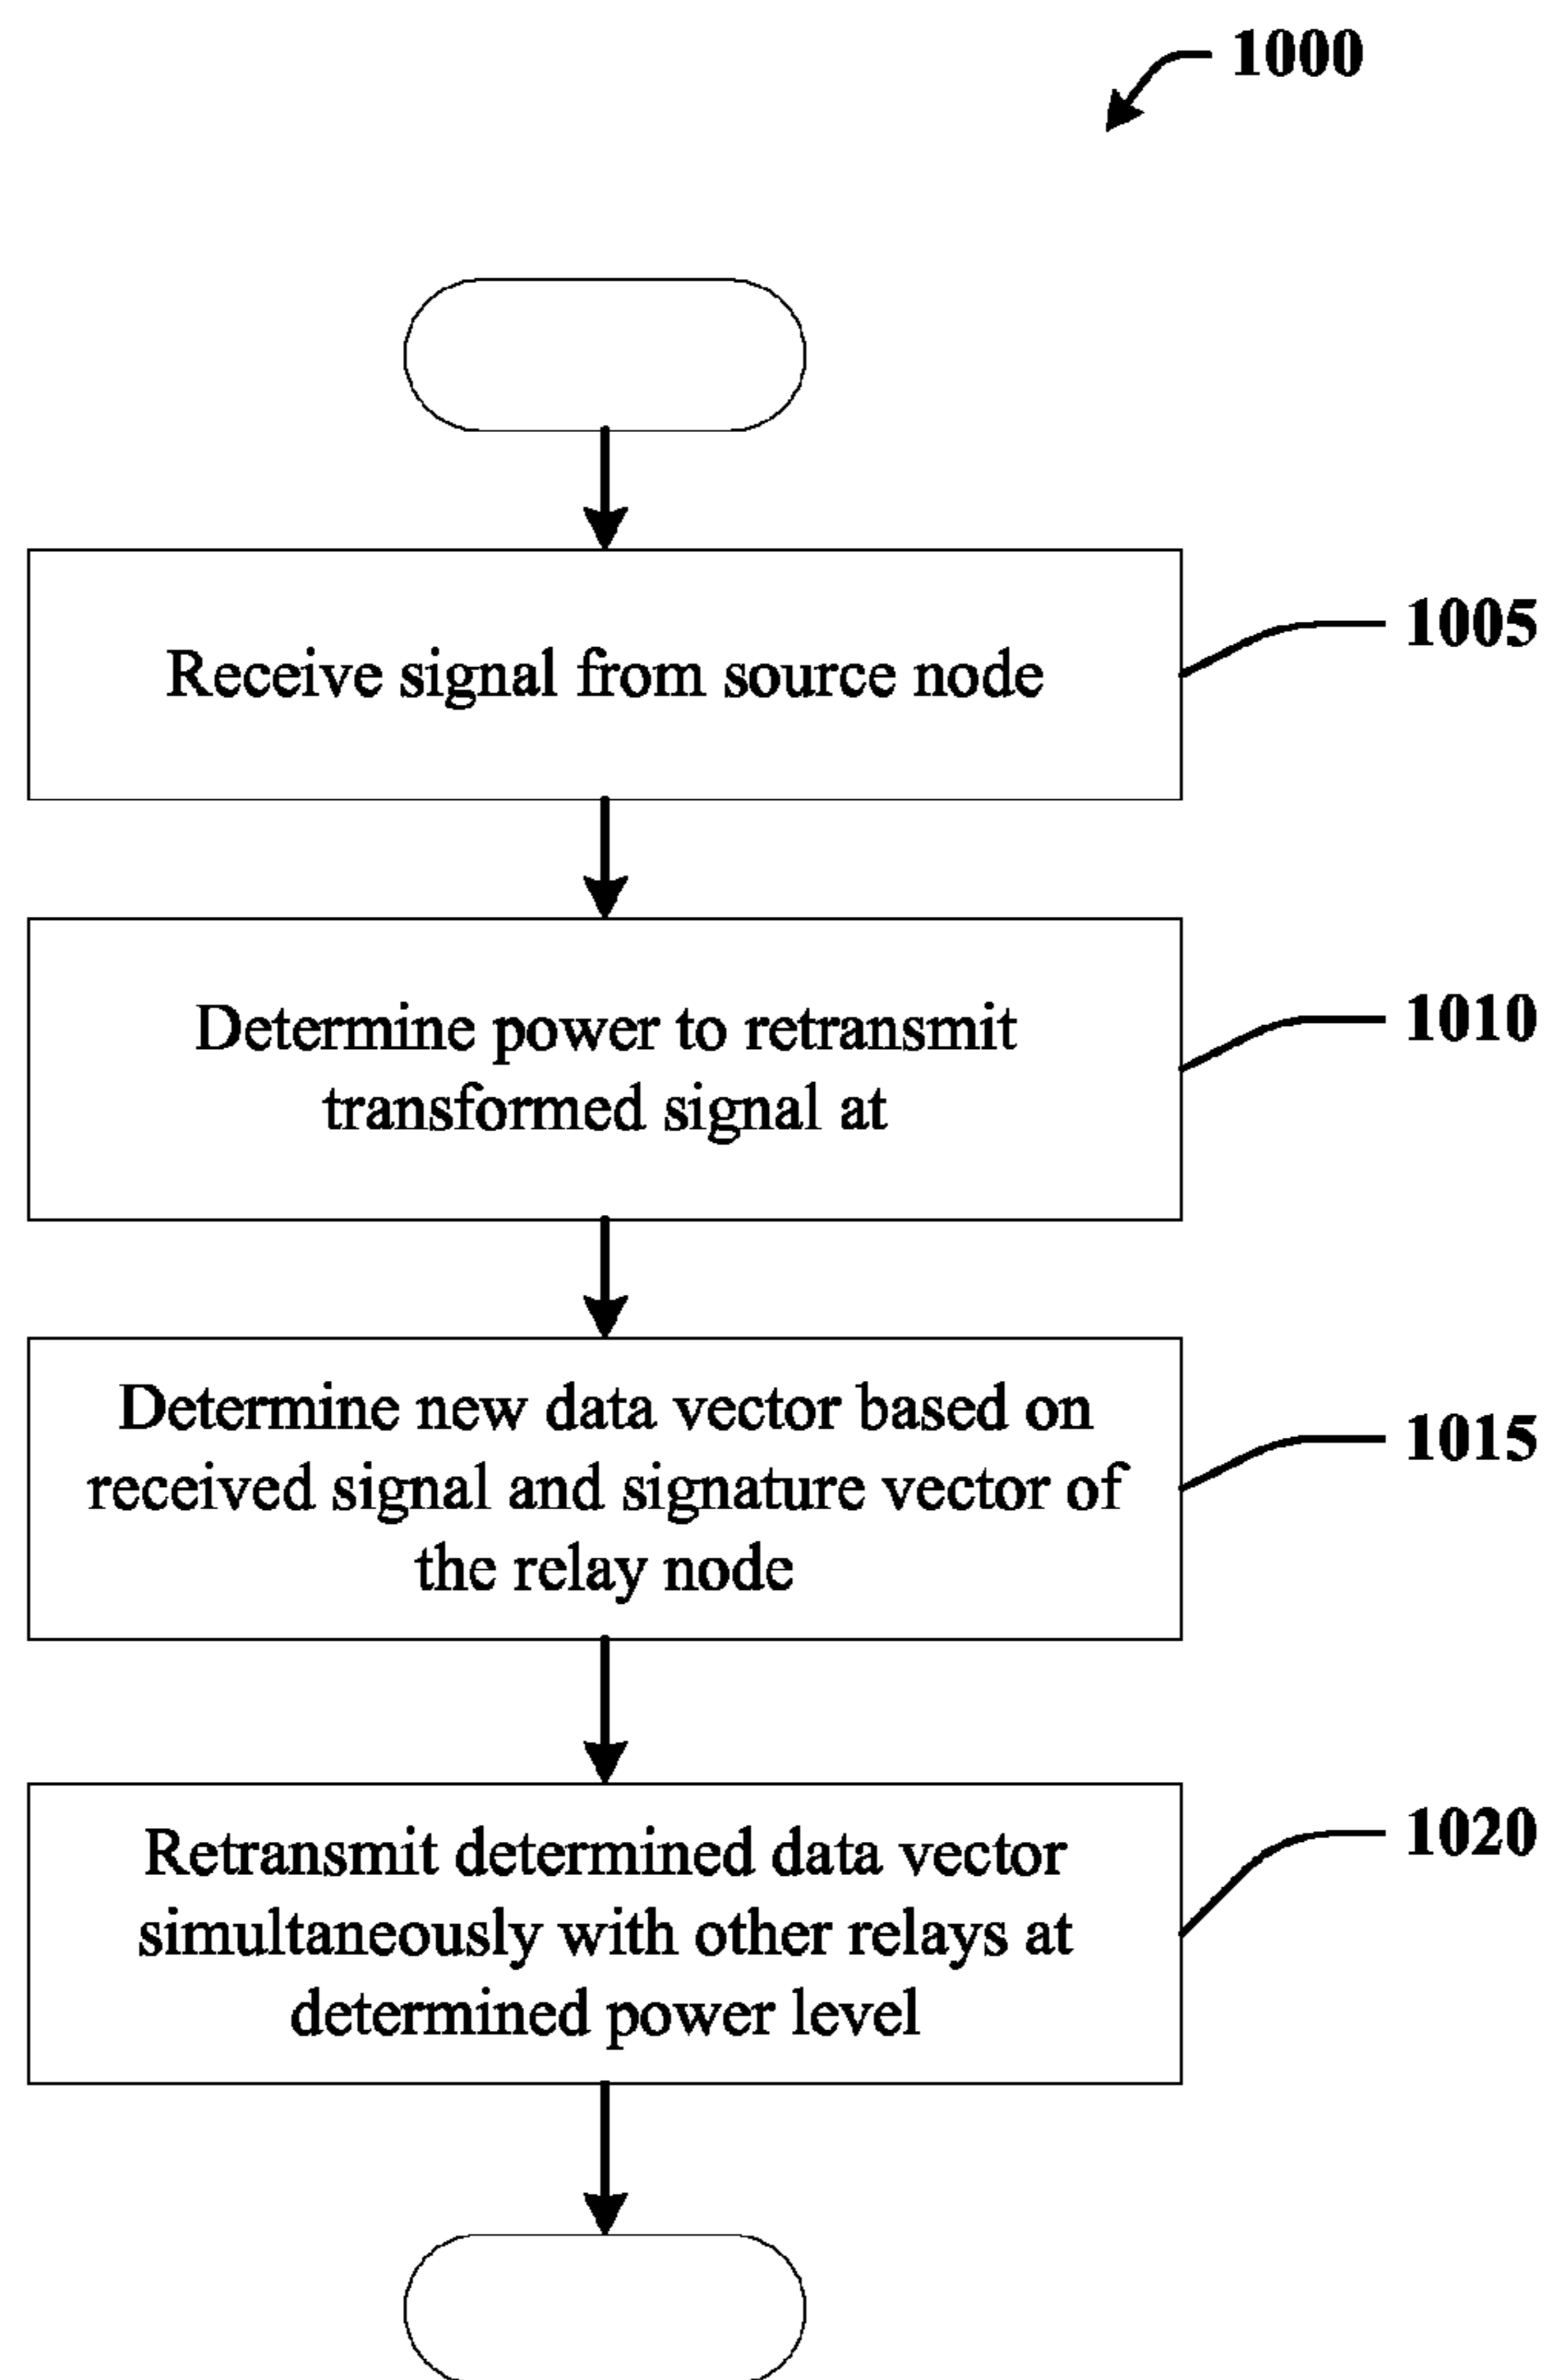 1000
Receive signal from source node
1005
Determine power to retransmit
transformed signal at
1010
Determine new data vector based on
received signal and signature vector of
the relay node
1015
Retransmit determined data vector
simultaneously with other relays at
determined power level
1020